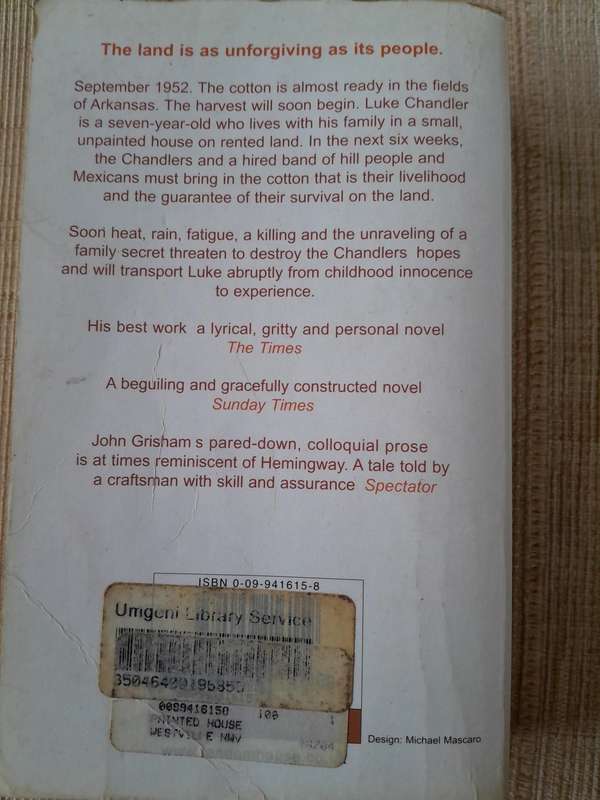 The land is as unforgiving as its people.
September 1952. The cotton is almost ready in the fields
of Arkansas. The harvest will soon begin. Luke Chandler
is a seven-year-old who lives with his family in a small,
unpainted house on rented land. In the next six weeks,
the Chandlers and a hired band of hill people and
Mexicans must bring in the cotton that is their livelihood
and the guarantee of their survival on the land.
Soon heat, rain, fatigue, a killing and the unraveling of a
family secret threaten to destroy the Chandlers hopes
and will transport Luke abruptly from childhood innocence
to experience.
His best work a lyrical, gritty and personal novel
The Times
A beguiling and gracefully constructed novel
Sunday Times
John Grisham s pared-down, colloquial prose
is at times reminiscent of Hemingway. A tale told by
a craftsman with skill and assurance Spectator
ISBN 0-09-941615-8
Umgeni Library Service
0099416158 100 1
PAINTED HOUSE
WESTVILLE NWV
Design: Michael Mascaro